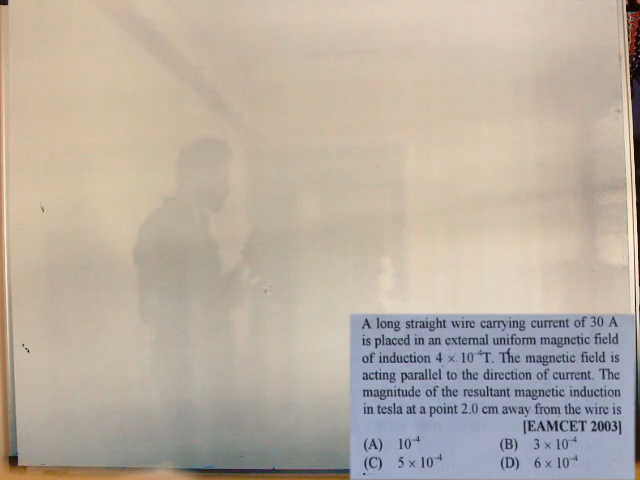 A long straight wire carrying current of 30 A
is placed in an external uniform magnetic field
of induction 4 × 10⁻⁴T. The magnetic field is
acting parallel to the direction of current. The
magnitude of the resultant magnetic induction
in tesla at a point 2.0 cm away from the wire is
[EAMCET 2003]
(A) 10⁻⁴ (B) 3 × 10⁻⁴
(C) 5 × 10⁻⁴ (D) 6 × 10⁻⁴